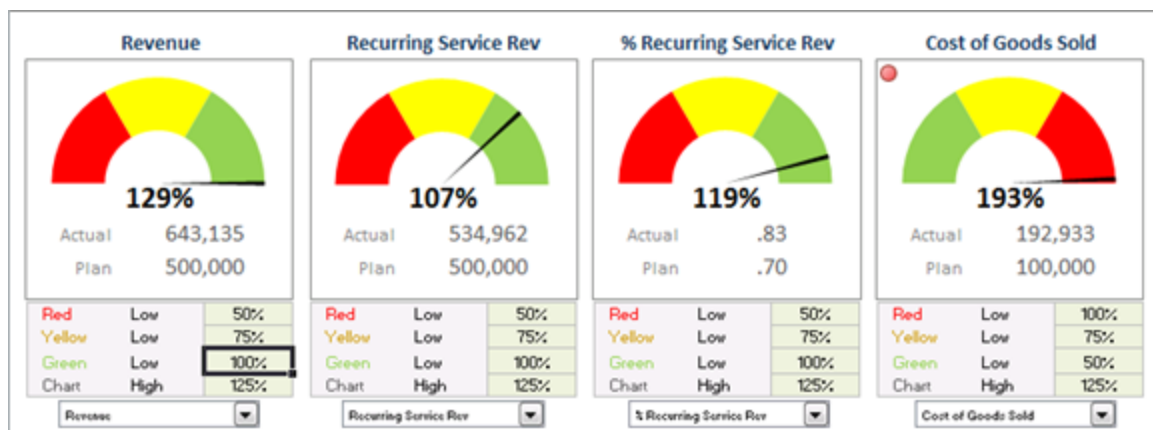 Revenue
129%
Actual 643,135
Plan 500,000
Red Low 50%
Yellow Low 75%
Green Low 100%
Chart High 125%
Revenue
Recurring Service Rev
107%
Actual 534,962
Plan 500,000
Red Low 50%
Yellow Low 75%
Green Low 100%
Chart High 125%
Recurring Service Rev
% Recurring Service Rev
119%
Actual .83
Plan .70
Red Low 50%
Yellow Low 75%
Green Low 100%
Chart High 125%
% Recurring Service Rev
Cost of Goods Sold
193%
Actual 192,933
Plan 100,000
Red Low 100%
Yellow Low 75%
Green Low 50%
Chart High 125%
Cost of Goods Sold